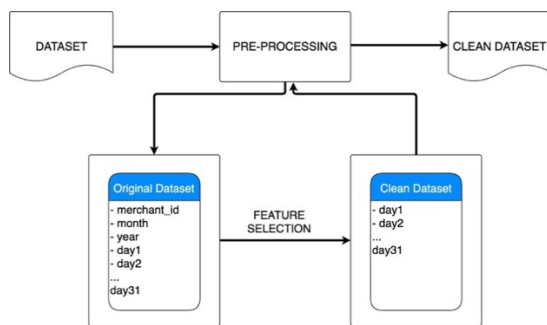 DATASET
PRE-PROCESSING
CLEAN DATASET
Original Dataset
- merchant_id
- month
- year
- day1
- day2
...
day31
FEATURE
SELECTION
Clean Dataset
- day1
- day2
...
day31